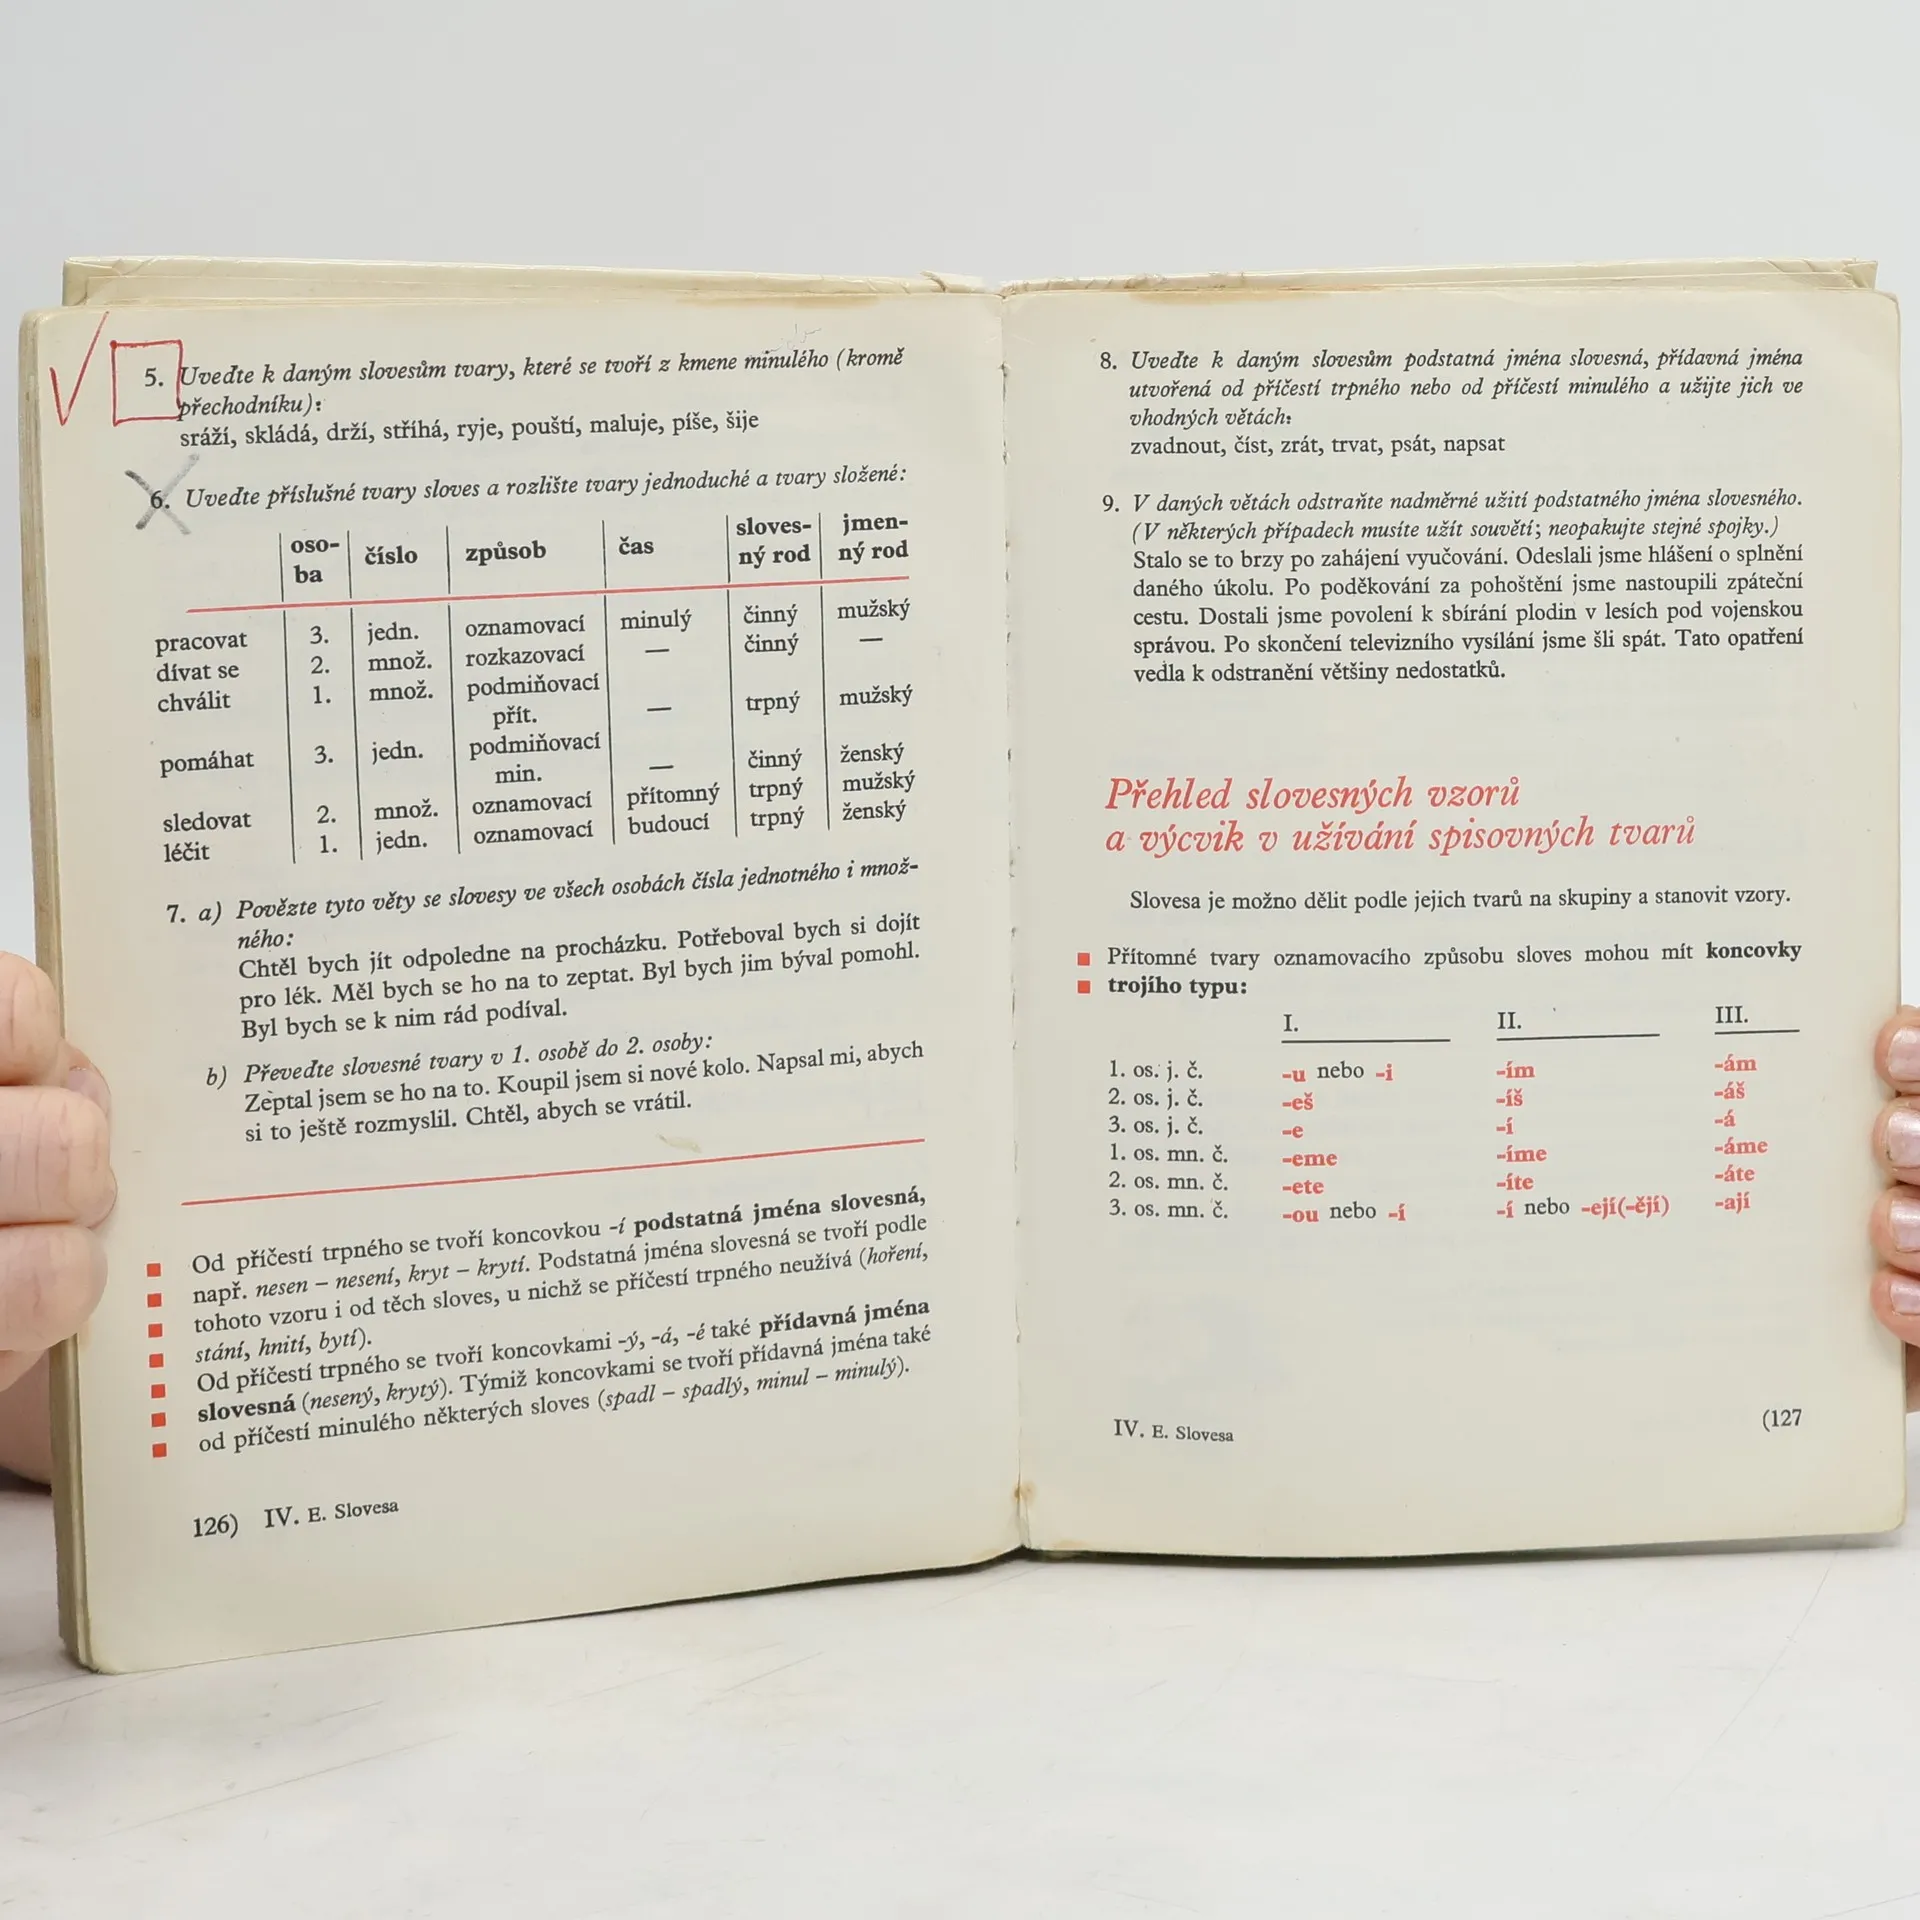 5. Uveďte k daným slovesům tvary, které se tvoří z kmene minulého (kromě
přechodníku):
sráží, skládá, drží, stříhá, ryje, pouští, maluje, píše, šije
6. Uveďte příslušné tvary sloves a rozlište tvary jednoduché a tvary složené:
oso- číslo způsob čas sloves- jmen-
ba ný rod ný rod
pracovat 3. jedn. oznamovací minulý činný mužský
dívat se 2. množ. rozkazovací — činný —
chválit 1. množ. podmiňovací — trpný mužský
přít.
pomáhat 3. jedn. podmiňovací — činný ženský
min.
sledovat 2. množ. oznamovací přítomný trpný mužský
léčit 1. jedn. oznamovací budoucí trpný ženský
7. a) Povězte tyto věty se slovesy ve všech osobách čísla jednotného i množ-
ného:
Chtěl bych jít odpoledne na procházku. Potřeboval bych si dojít
pro lék. Měl bych se ho na to zeptat. Byl bych jim býval pomohl.
Byl bych se k nim rád podíval.
b) Převeďte slovesné tvary v 1. osobě do 2. osoby:
Zeptal jsem se ho na to. Koupil jsem si nové kolo. Napsal mi, abych
si to ještě rozmyslil. Chtěl, abych se vrátil.
Od příčestí trpného se tvoří koncovkou -í podstatná jména slovesná,
např. nesen – nesení, kryt – krytí. Podstatná jména slovesná se tvoří podle
tohoto vzoru i od těch sloves, u nichž se příčestí trpného neužívá (hoření,
stání, hnití, bytí).
Od příčestí trpného se tvoří koncovkami -ý, -á, -é také přídavná jména
slovesná (nesený, krytý). Týmiž koncovkami se tvoří přídavná jména také
od příčestí minulého některých sloves (spadl – spadlý, minul – minulý).
126) IV. E. Slovesa
8. Uveďte k daným slovesům podstatná jména slovesná, přídavná jména
utvořená od příčestí trpného nebo od příčestí minulého a užijte jich ve
vhodných větách:
zvadnout, číst, zrát, trvat, psát, napsat
9. V daných větách odstraňte nadměrné užití podstatného jména slovesného.
(V některých případech musíte užít souvětí; neopakujte stejné spojky.)
Stalo se to brzy po zahájení vyučování. Odeslali jsme hlášení o splnění
daného úkolu. Po poděkování za pohoštění jsme nastoupili zpáteční
cestu. Dostali jsme povolení k sbírání plodin v lesích pod vojenskou
správou. Po skončení televizního vysílání jsme šli spát. Tato opatření
vedla k odstranění většiny nedostatků.
Přehled slovesných vzorů
a výcvik v užívání spisovných tvarů
Slovesa je možno dělit podle jejich tvarů na skupiny a stanovit vzory.
Přítomné tvary oznamovacího způsobu sloves mohou mít koncovky
trojího typu:
I. II. III.
1. os. j. č. -u nebo -i -ím -ám
2. os. j. č. -eš -íš -áš
3. os. j. č. -e -í -á
1. os. mn. č. -eme -íme -áme
2. os. mn. č. -ete -íte -áte
3. os. mn. č. -ou nebo -í -í nebo -ejí(-ějí) -ají
IV. E. Slovesa (127